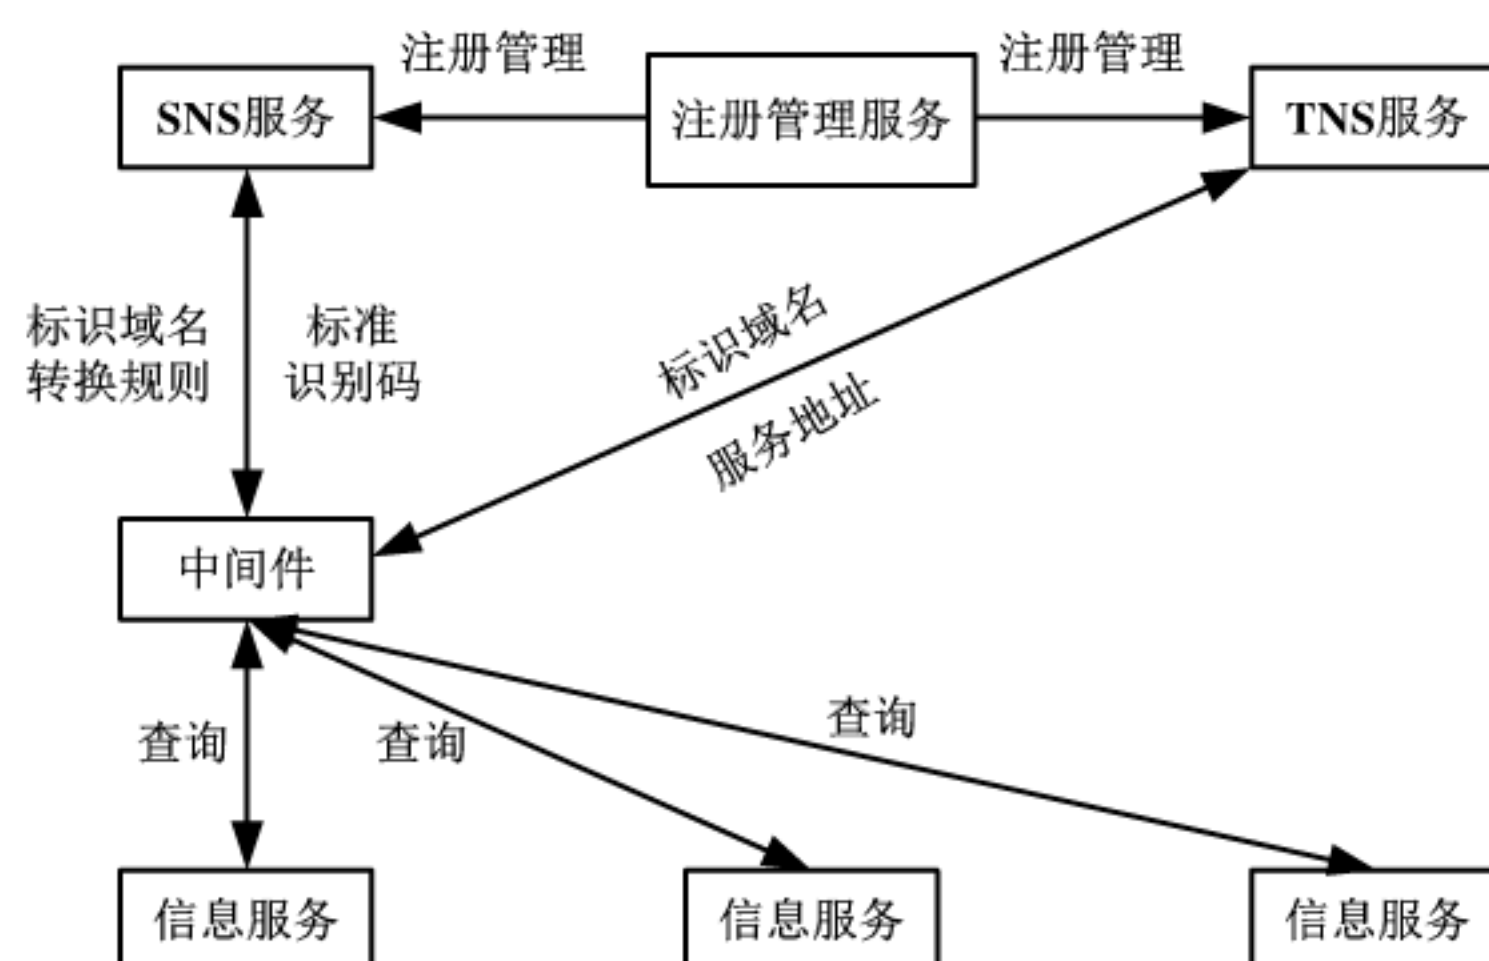 注册管理
注册管理
SNS服务
注册管理服务
TNS服务
标识域名
转换规则
标准
识别码
标识域名
服务地址
中间件
查询
查询
查询
信息服务
信息服务
信息服务